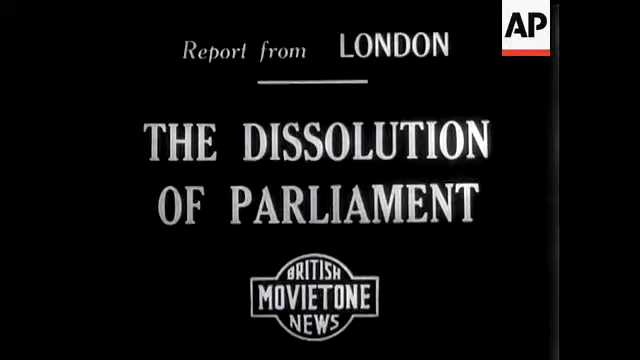 AP
Report from LONDON
THE DISSOLUTION
OF PARLIAMENT
BRITISH
MOVIETONE
NEWS